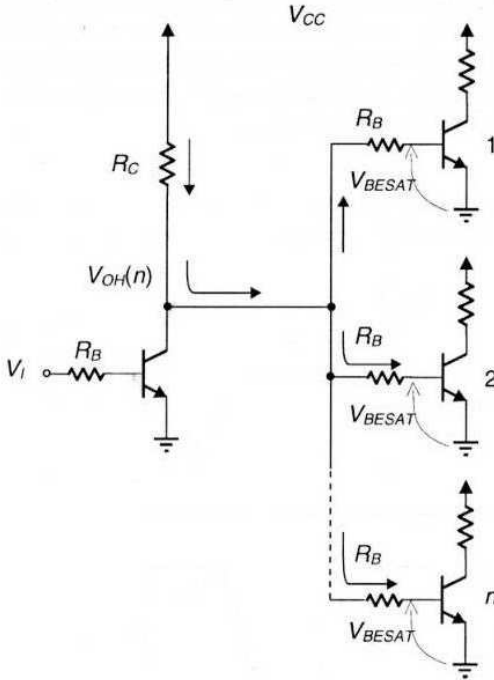 V_CC
R_B
1
R_C
V_BESAT
V_OH(n)
R_B
V_I
R_B
2
V_BESAT
R_B
n
V_BESAT